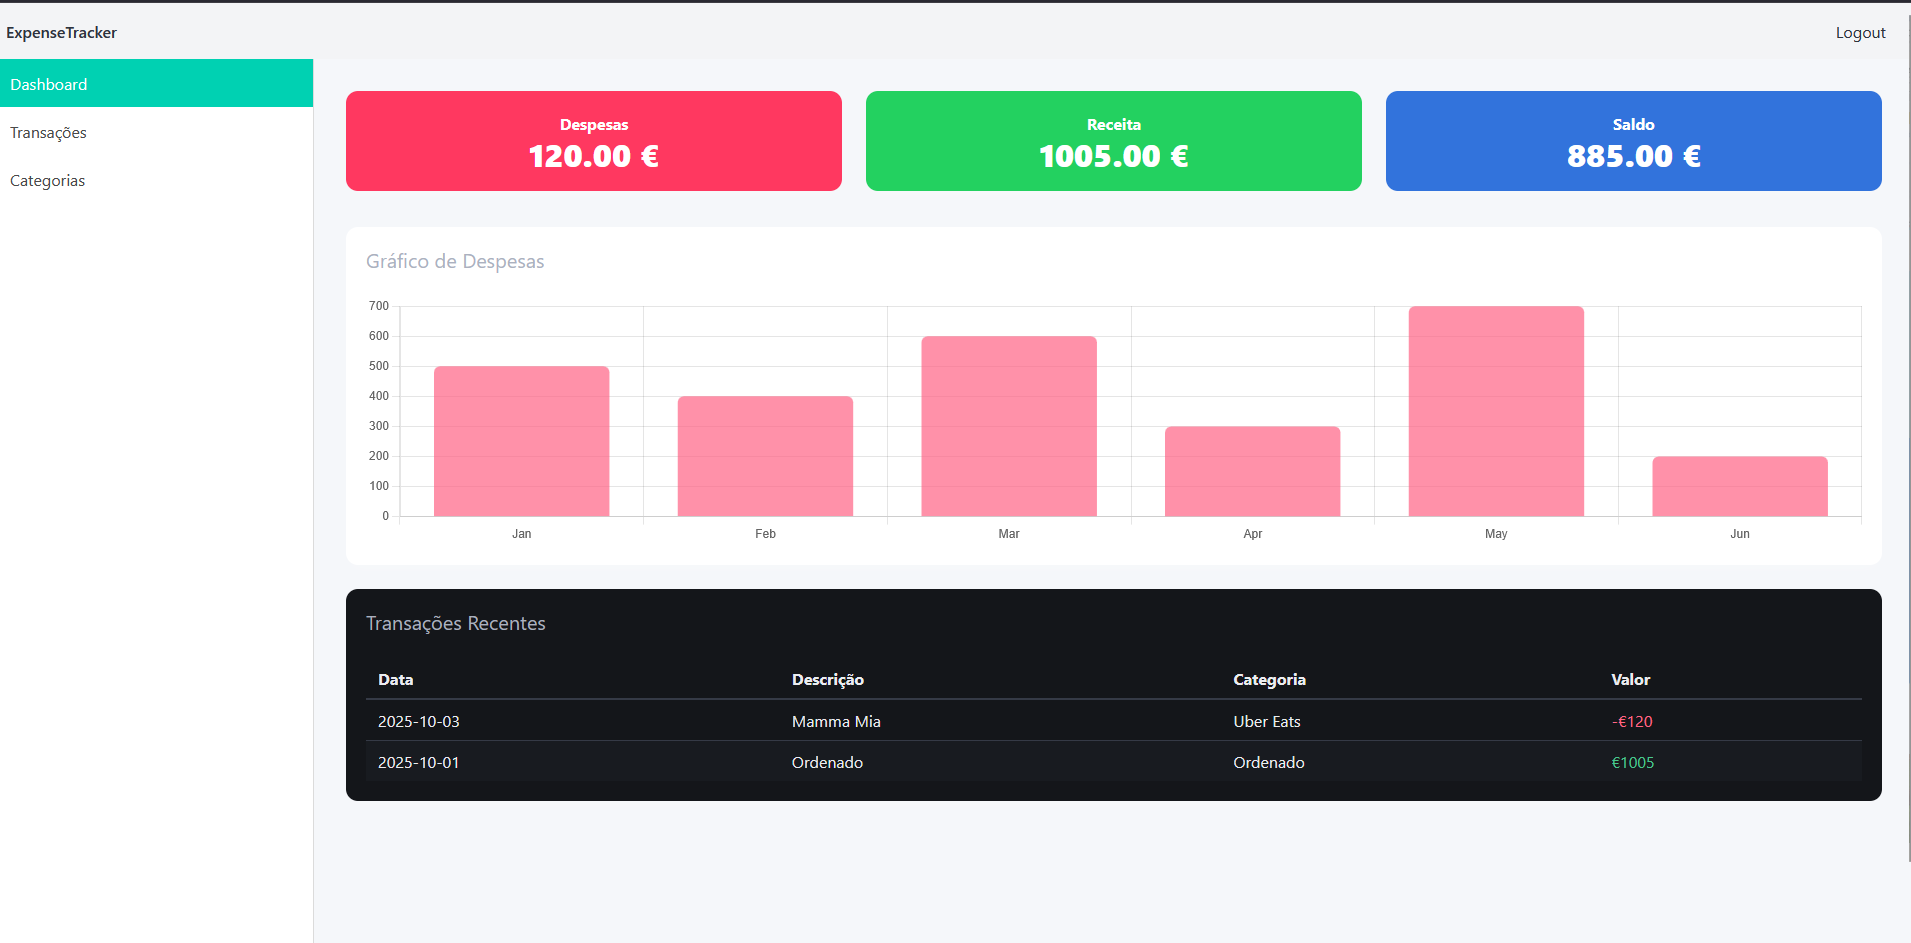 ExpenseTracker Logout
Dashboard
Transações
Categorias
Despesas
120.00 €
Receita
1005.00 €
Saldo
885.00 €
Gráfico de Despesas
700
600
500
400
300
200
100
0
Jan Feb Mar Apr May Jun
Transações Recentes
Data Descrição Categoria Valor
2025-10-03 Mamma Mia Uber Eats -€120
2025-10-01 Ordenado Ordenado €1005